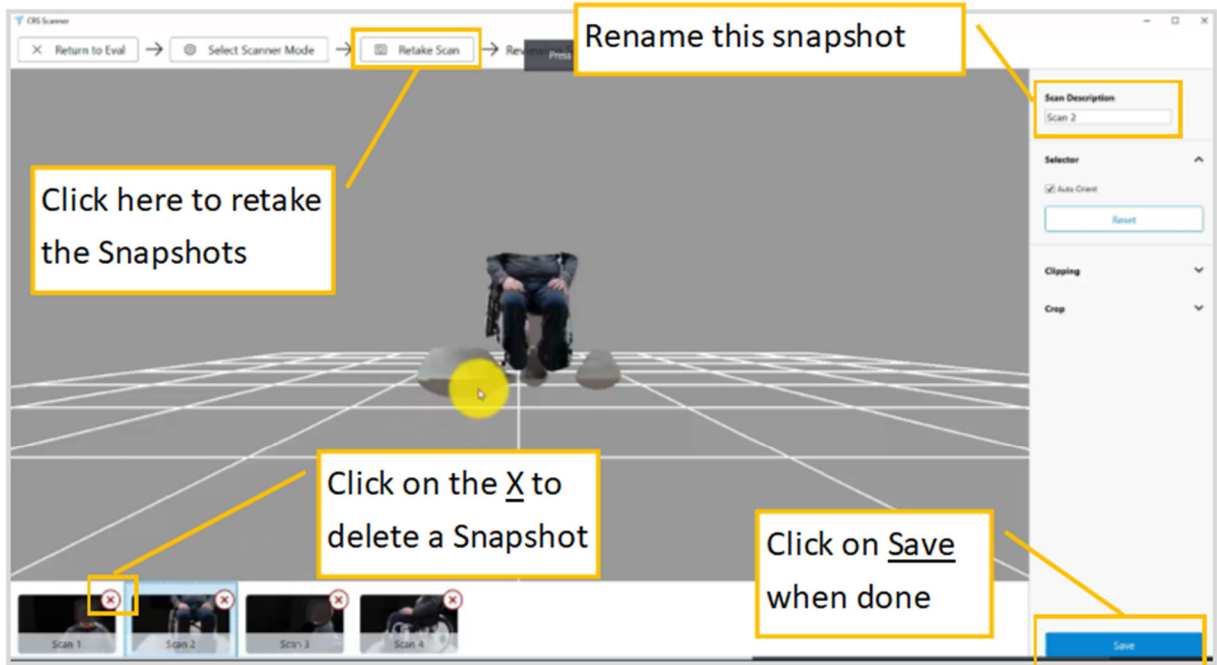 CRS Scanner
Return to Eval
Select Scanner Mode
Retake Scan
Press
Rename this snapshot
Scan Description
Scan 2
Selector
Auto Orient
Reset
Clipping
Crop
Click here to retake
the Snapshots
Click on the X to
delete a Snapshot
Click on Save
when done
Scan 1
Scan 2
Scan 3
Scan 4
Save